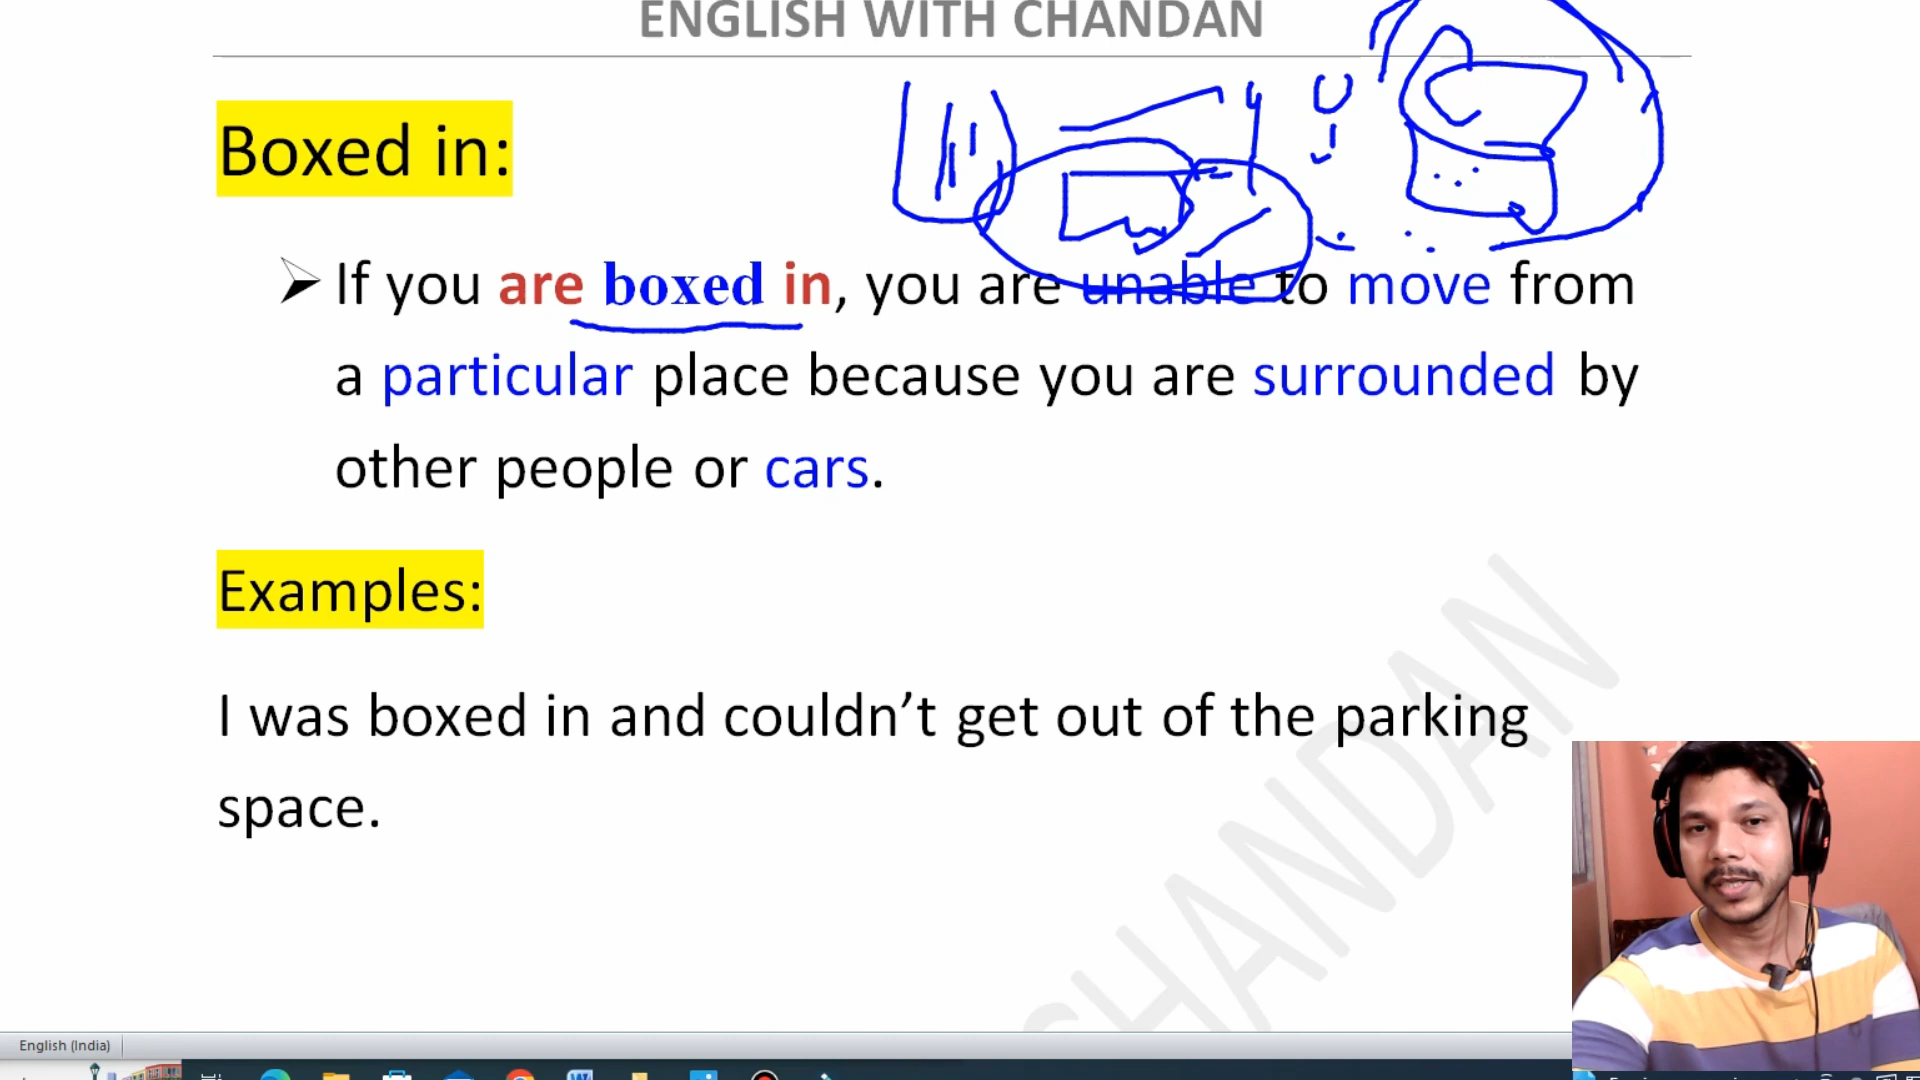 ENGLISH WITH CHANDAN
Boxed in:
If you are boxed in, you are unable to move from
a particular place because you are surrounded by
other people or cars.
Examples:
I was boxed in and couldn’t get out of the parking
space.
CHANDAN
English (India)